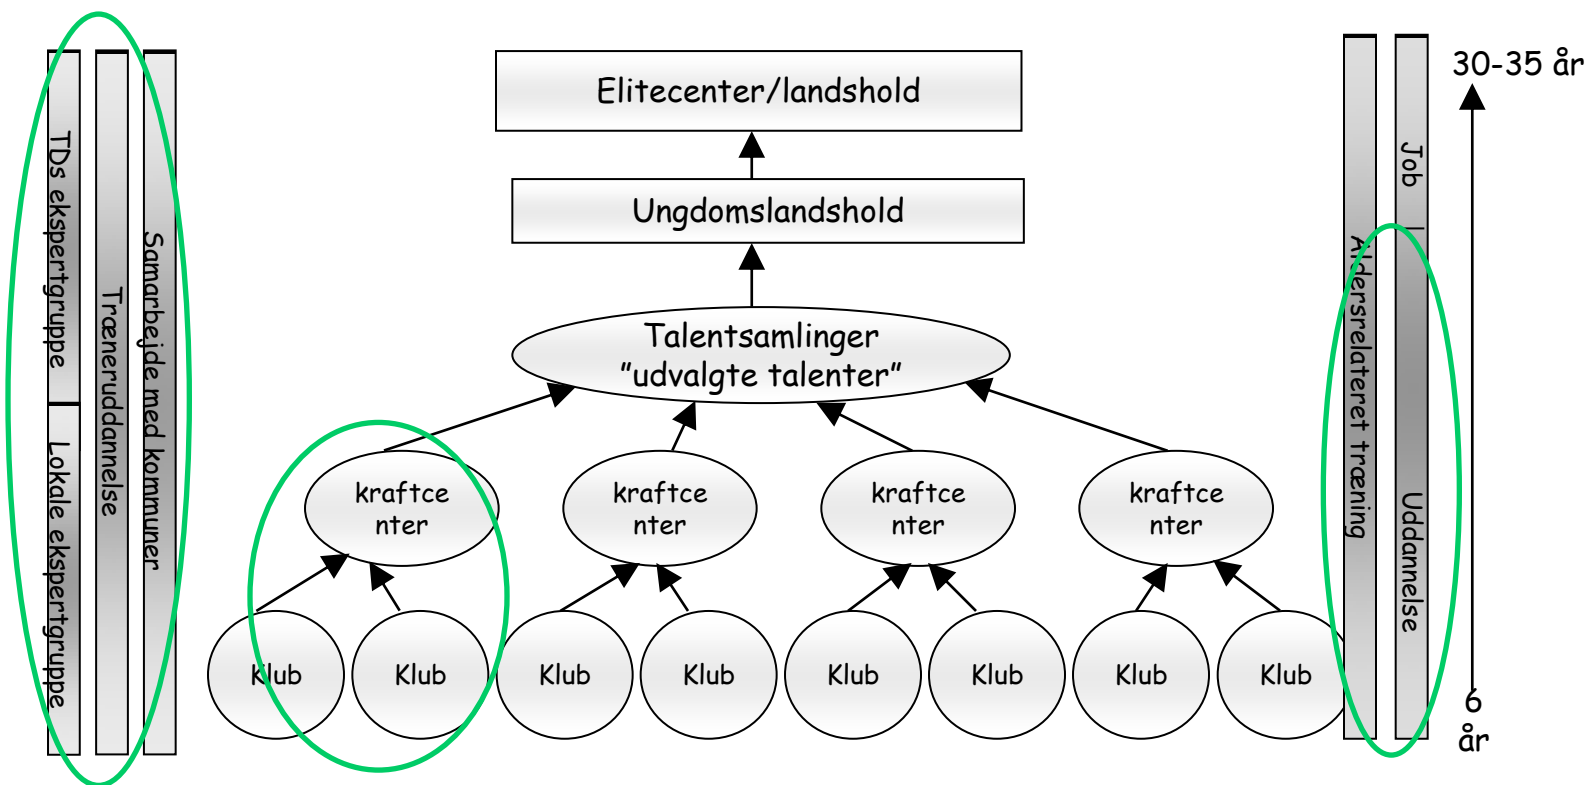 TDs ekspertgruppe
Lokale ekspertgruppe
Træneruddannelse
Samarbejde med kommuner
Elitecenter/landshold
Ungdomslandshold
Talentsamlinger
”udvalgte talenter”
kraftce
nter
kraftce
nter
kraftce
nter
kraftce
nter
Klub
Klub
Klub
Klub
Klub
Klub
Klub
Klub
Aldersrelateret træning
Job
Uddannelse
30-35 år
6
år